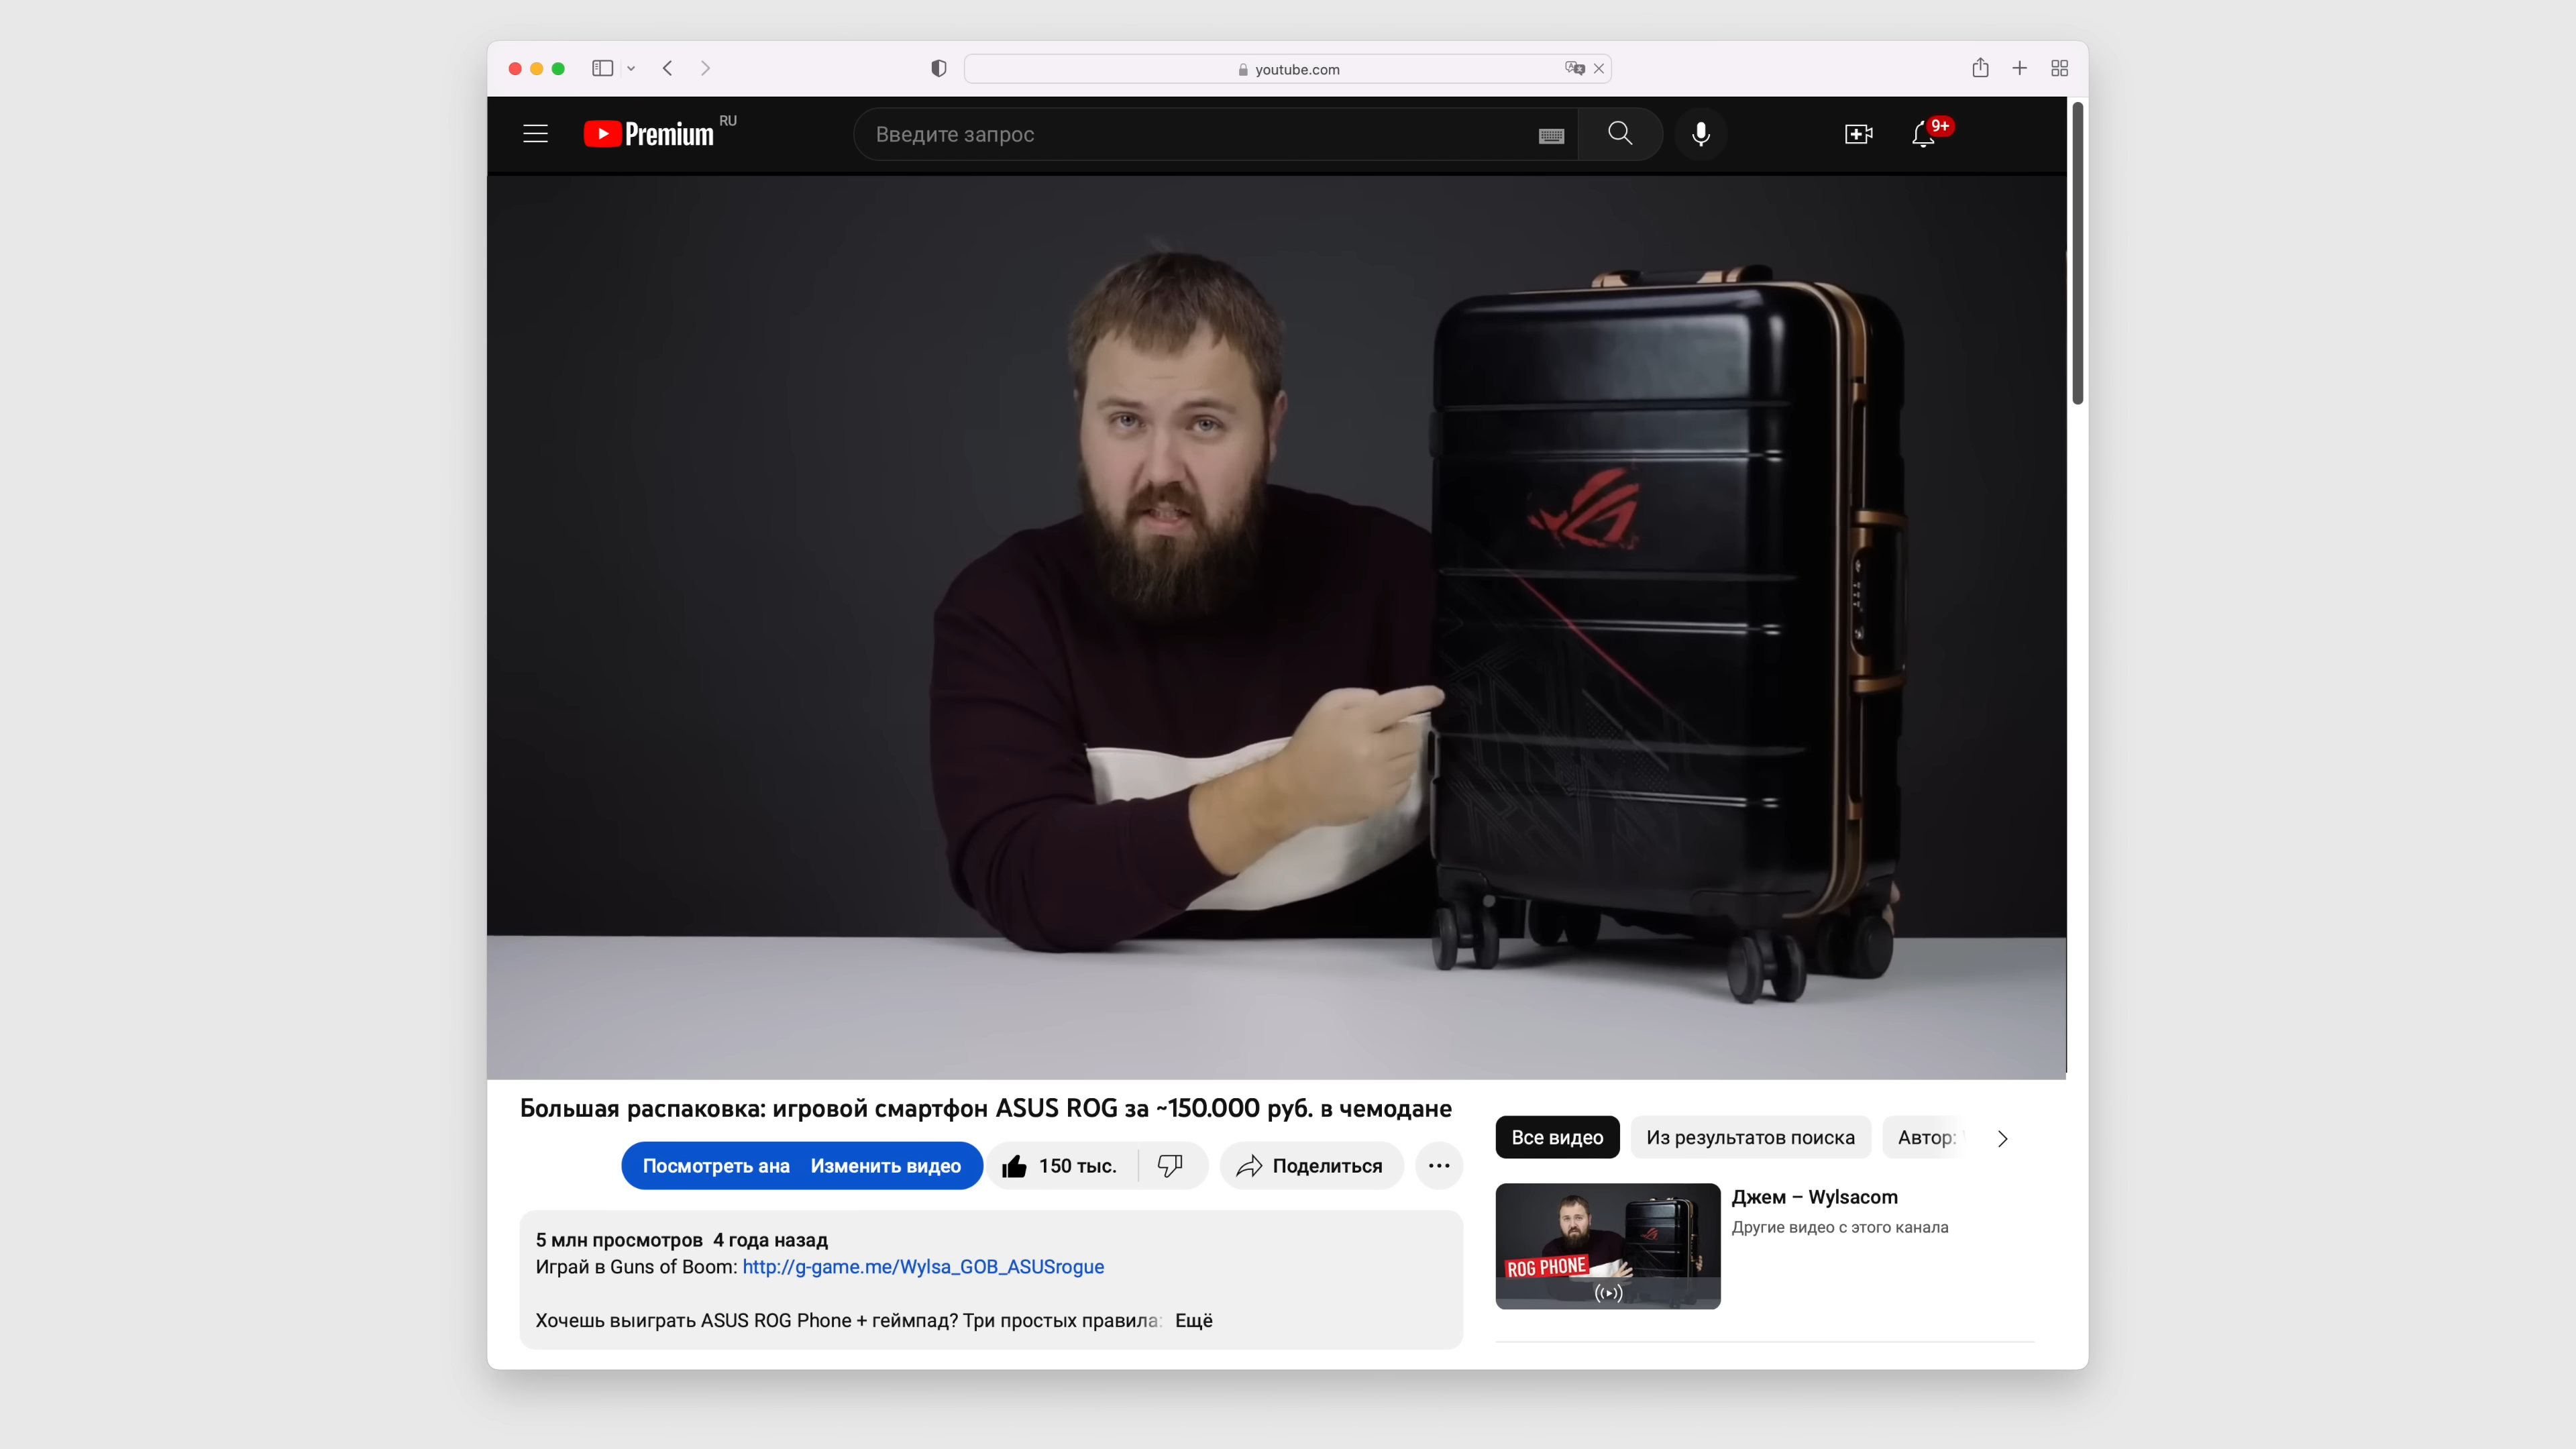 youtube.com
Premium RU
Введите запрос
9+
Большая распаковка: игровой смартфон ASUS ROG за ~150.000 руб. в чемодане
Посмотреть ана Изменить видео 150 тыс. Поделиться
5 млн просмотров 4 года назад
Играй в Guns of Boom: http://g-game.me/Wylsa_GOB_ASUSrogue
Хочешь выиграть ASUS ROG Phone + геймпад? Три простых правила: Ещё
Все видео Из результатов поиска Автор:
ROG PHONE
Джем – Wylsacom
Другие видео с этого канала